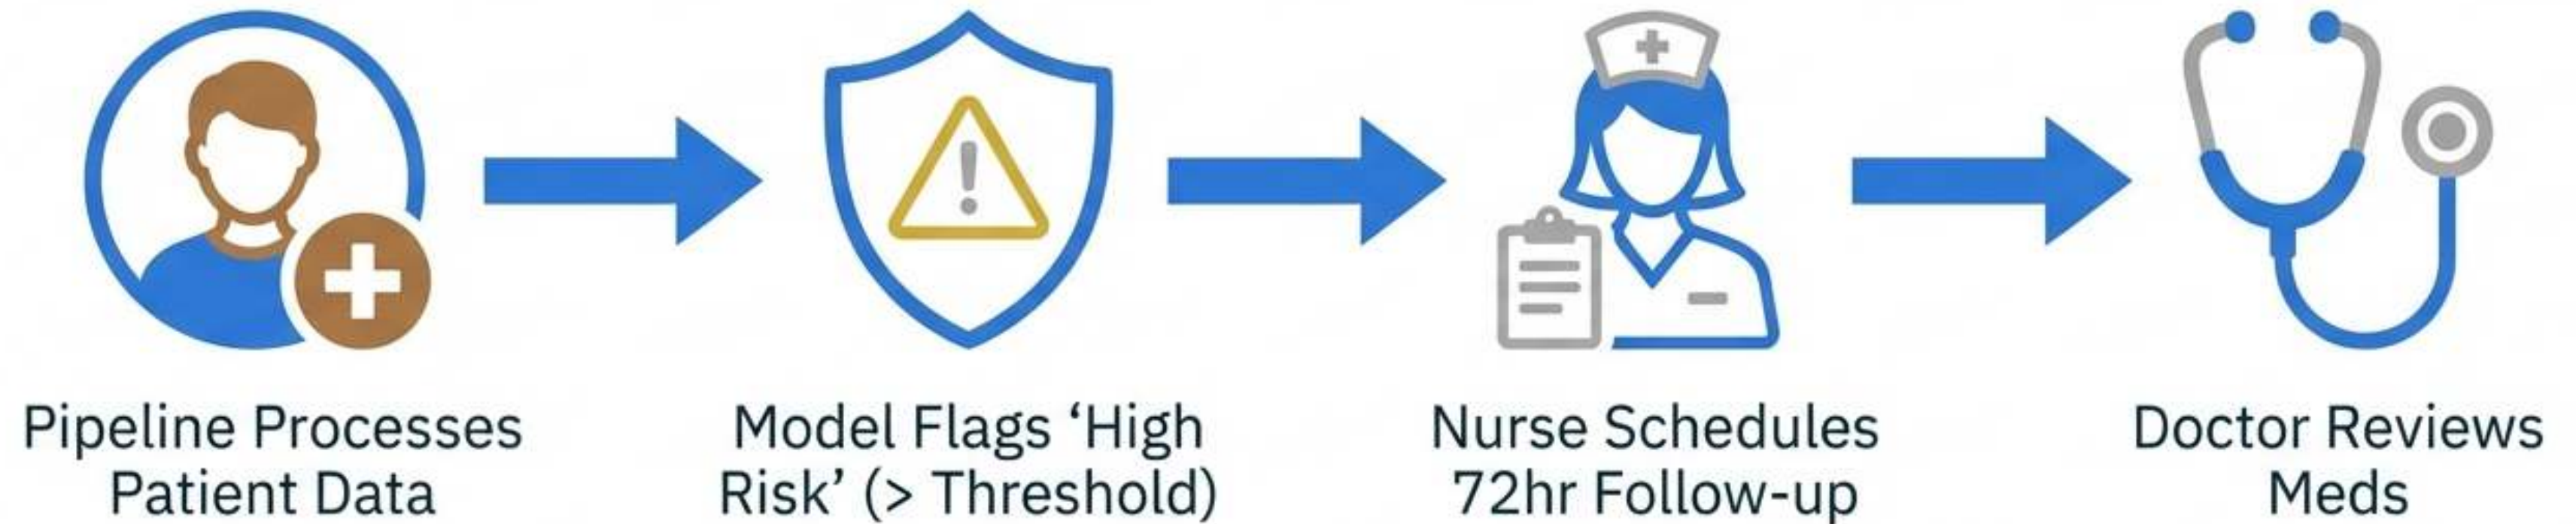 Pipeline Processes
Patient Data
Model Flags ‘High
Risk’ (> Threshold)
Nurse Schedules
72hr Follow-up
Doctor Reviews
Meds